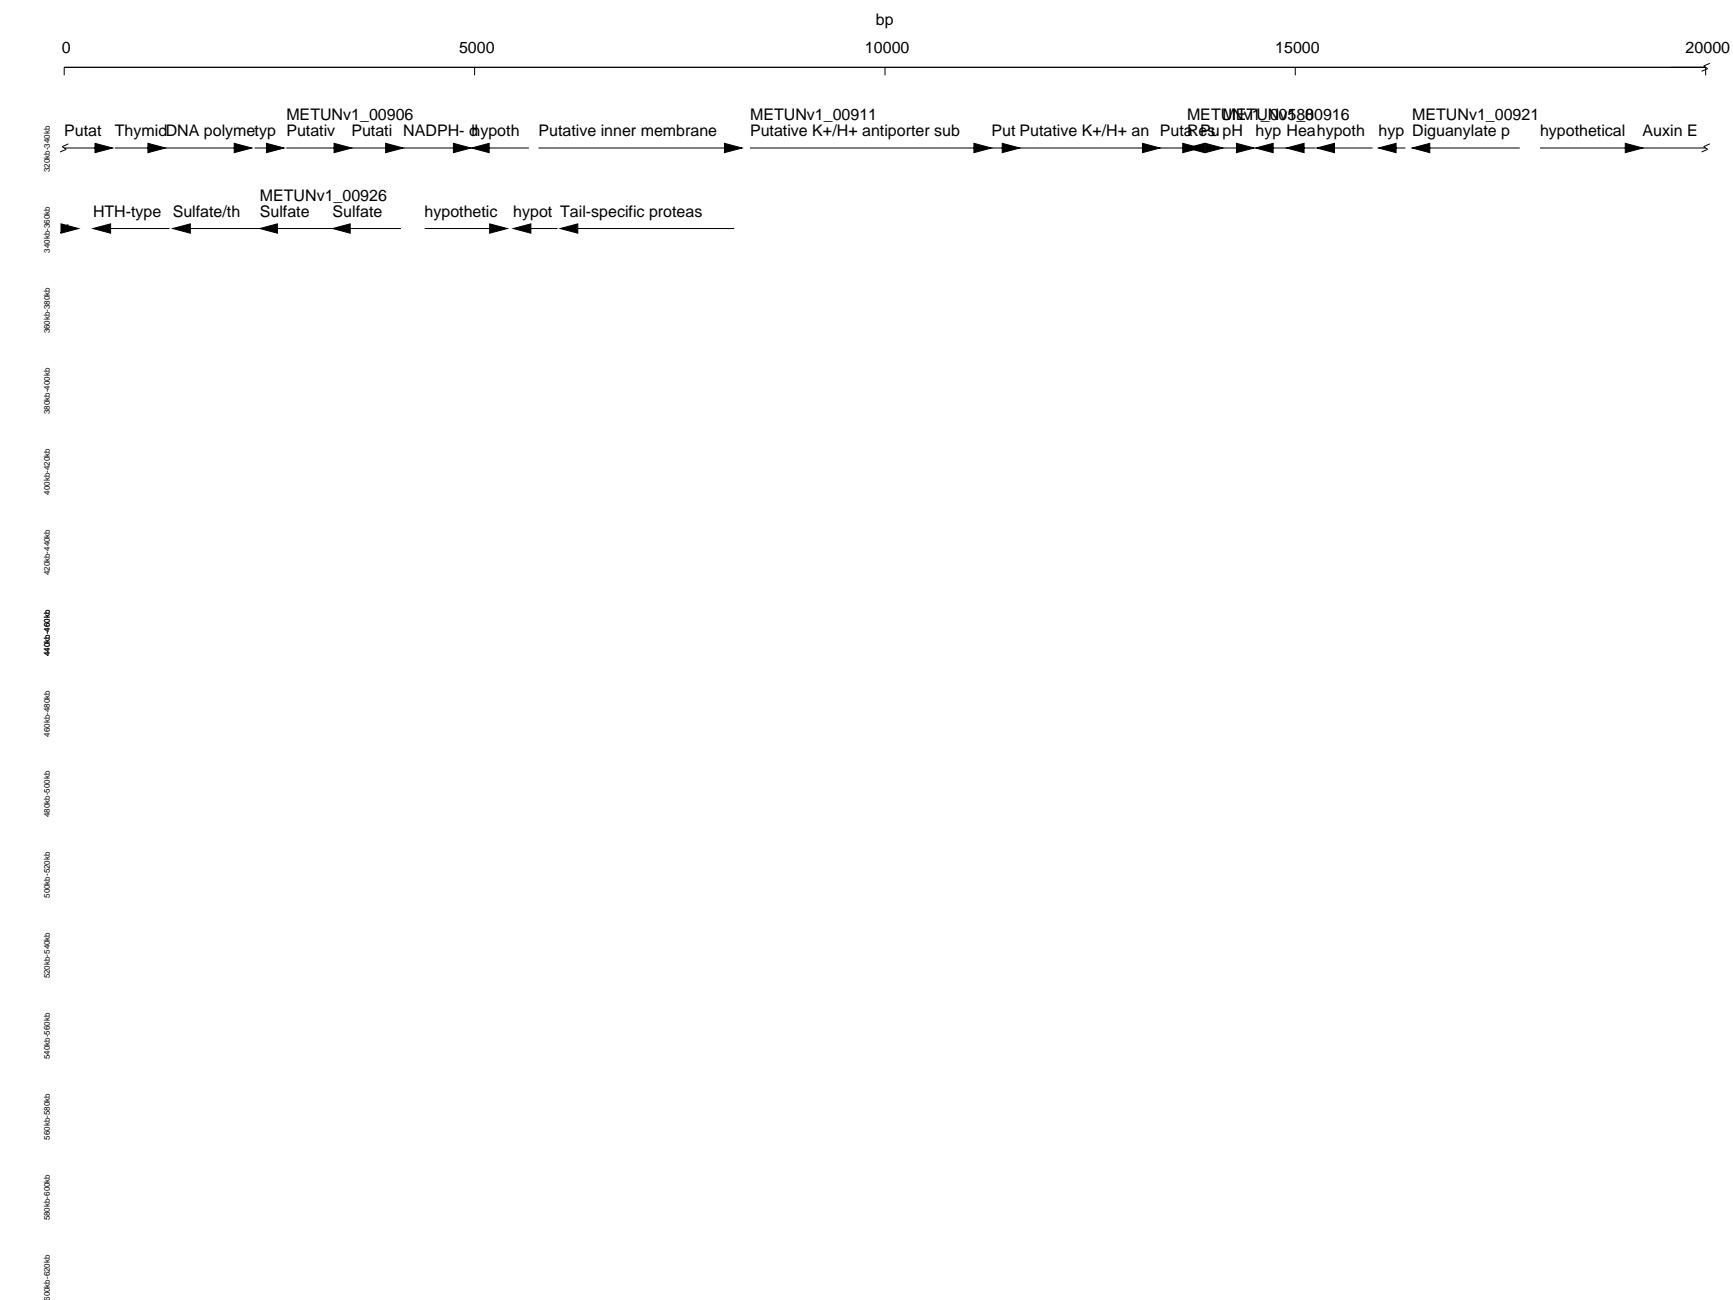 bp
0 5000 10000 15000 20000
METUNv1_00906 METUNv1_00911 METUNv1_00921
Putat Thymid DNA polyme typ Putativ Putati NADPH- d hypoth Putative inner membrane Putative K+/H+ antiporter sub Put Putative K+/H+ an Puta pH hyp Hea hypoth hyp Diguanylate p hypothetical Auxin E
320kb-340kb
METUNv1_00926
HTH-type Sulfate/th Sulfate Sulfate hypothetic hypot Tail-specific proteas
340kb-360kb
360kb-380kb
380kb-400kb
400kb-420kb
420kb-440kb
440kb-460kb
460kb-480kb
480kb-500kb
500kb-520kb
520kb-540kb
540kb-560kb
560kb-580kb
580kb-600kb
600kb-620kb